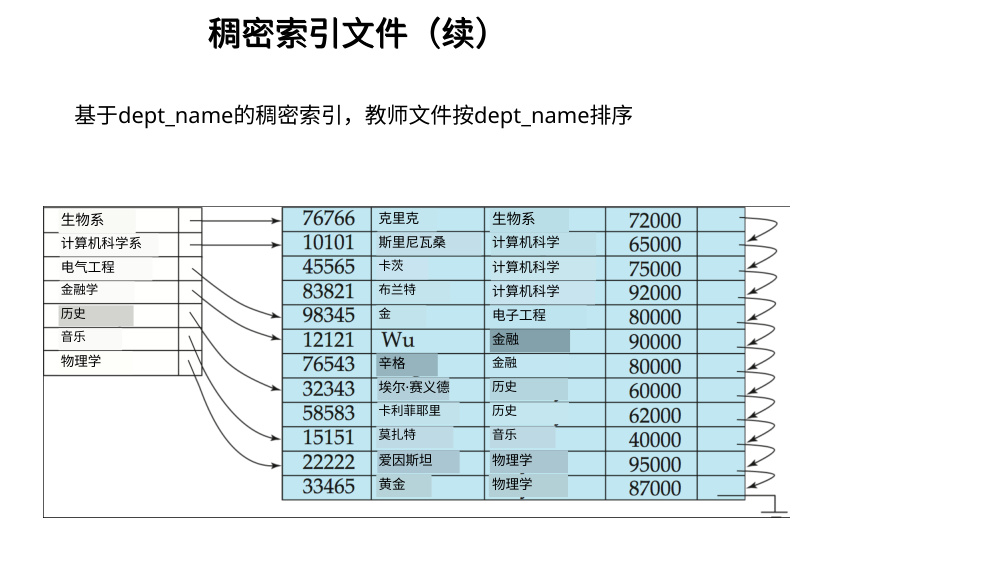 稠密索引文件（续）
基于dept_name的稠密索引，教师文件按dept_name排序
生物系
计算机科学系
电气工程
金融学
历史
音乐
物理学
76766 克里克 生物系 72000
10101 斯里尼瓦桑 计算机科学 65000
45565 卡茨 计算机科学 75000
83821 布兰特 计算机科学 92000
98345 金 电子工程 80000
12121 Wu 金融 90000
76543 辛格 金融 80000
32343 埃尔·赛义德 历史 60000
58583 卡利菲耶里 历史 62000
15151 莫扎特 音乐 40000
22222 爱因斯坦 物理学 95000
33465 黄金 物理学 87000